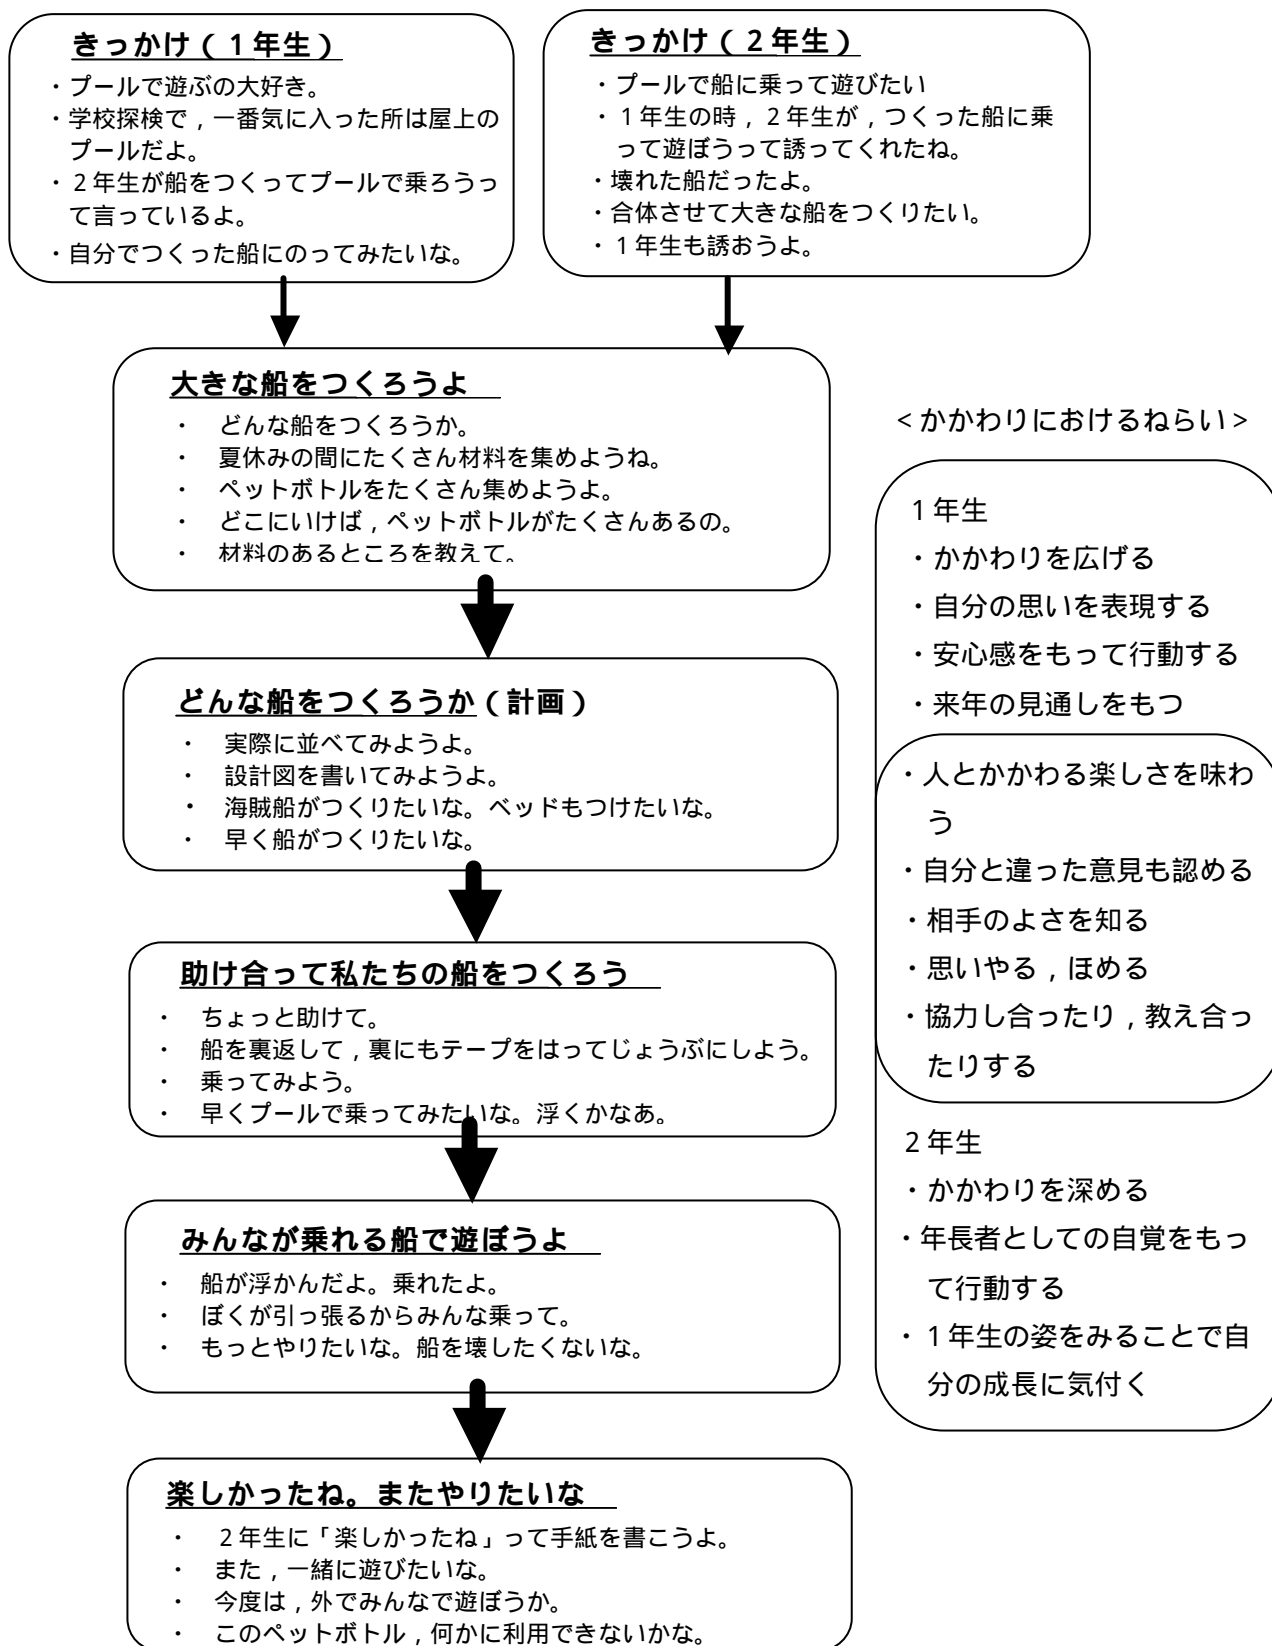 きっかけ（１年生）
・プールで遊ぶの大好き。
・学校探検で，一番気に入った所は屋上の
プールだよ。
・２年生が船をつくってプールで乗ろうっ
て言っているよ。
・自分でつくった船にのってみたいな。
きっかけ（２年生）
・プールで船に乗って遊びたい
・１年生の時，２年生が，つくった船に乗
って遊ぼうって誘ってくれたね。
・壊れた船だったよ。
・合体させて大きな船をつくりたい。
・１年生も誘おうよ。
大きな船をつくろうよ
・ どんな船をつくろうか。
・ 夏休みの間にたくさん材料を集めようね。
・ ペットボトルをたくさん集めようよ。
・ どこにいけば，ペットボトルがたくさんあるの。
・ 材料のあるところを教えて。
どんな船をつくろうか（計画）
・ 実際に並べてみようよ。
・ 設計図を書いてみようよ。
・ 海賊船がつくりたいな。ベッドもつけたいな。
・ 早く船がつくりたいな。
助け合って私たちの船をつくろう
・ ちょっと助けて。
・ 船を裏返して，裏にもテープをはってじょうぶにしよう。
・ 乗ってみよう。
・ 早くプールで乗ってみたいな。浮くかなあ。
みんなが乗れる船で遊ぼうよ
・ 船が浮かんだよ。乗れたよ。
・ ぼくが引っ張るからみんな乗って。
・ もっとやりたいな。船を壊したくないな。
楽しかったね。またやりたいな
・ ２年生に「楽しかったね」って手紙を書こうよ。
・ また，一緒に遊びたいな。
・ 今度は，外でみんなで遊ぼうか。
・ このペットボトル，何かに利用できないかな。
＜かかわりにおけるねらい＞
１年生
・かかわりを広げる
・自分の思いを表現する
・安心感をもって行動する
・来年の見通しをもつ
・人とかかわる楽しさを味わ
う
・自分と違った意見も認める
・相手のよさを知る
・思いやる，ほめる
・協力し合ったり，教え合っ
たりする
２年生
・かかわりを深める
・年長者としての自覚をもっ
て行動する
・１年生の姿をみることで自
分の成長に気付く